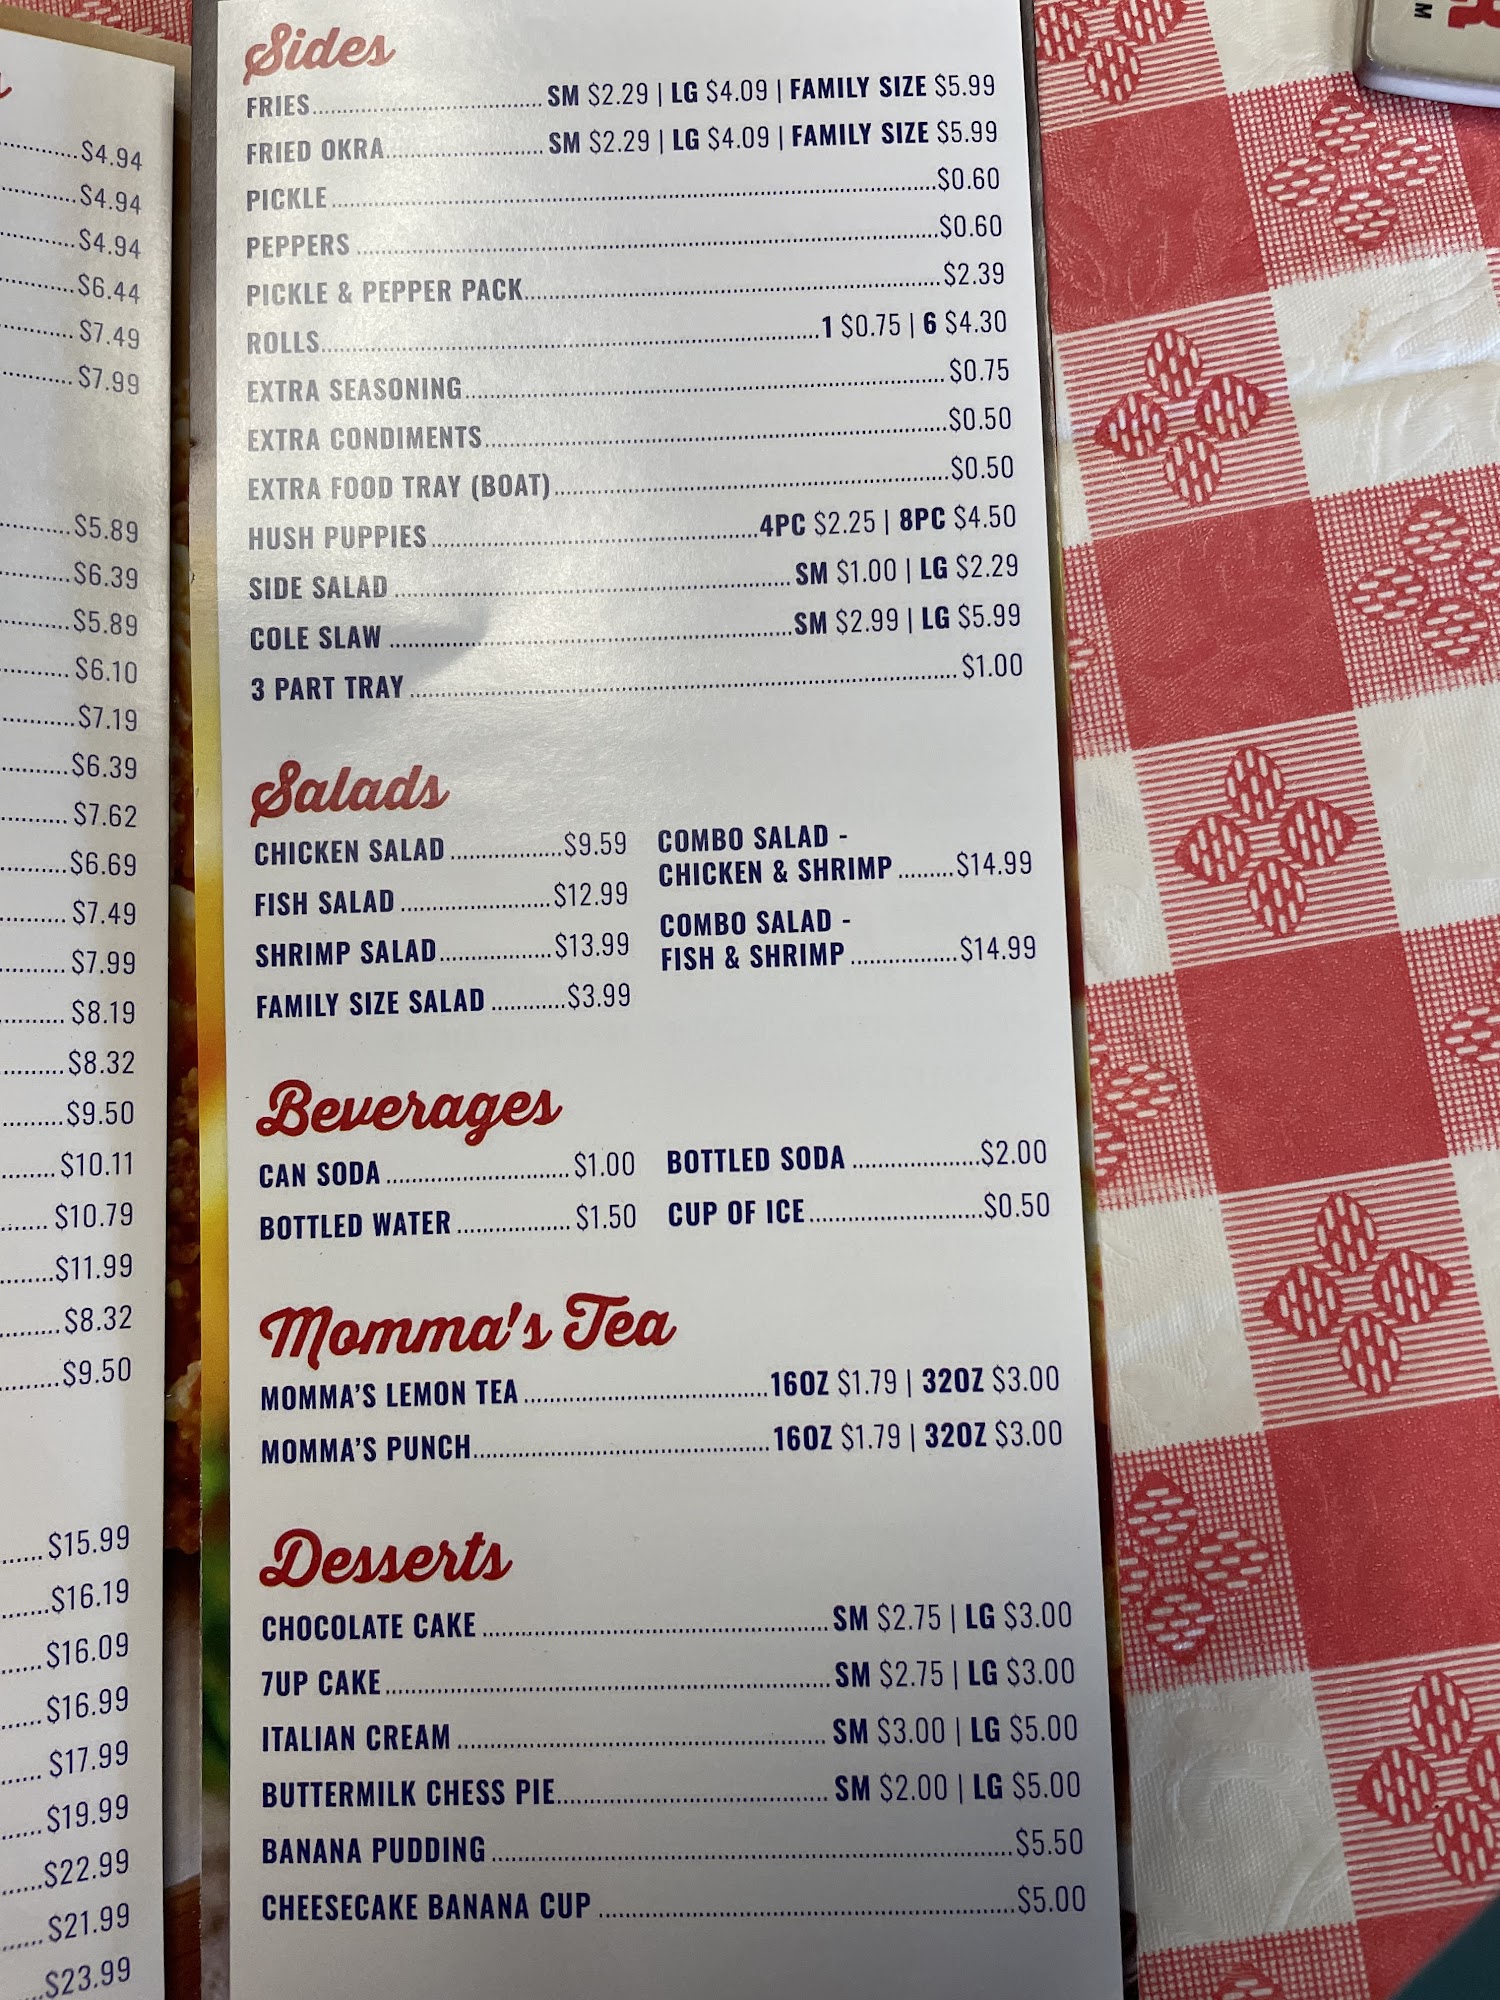 $4.94
$4.94
$4.94
$6.44
$7.49
$7.99
$5.89
$6.39
$5.89
$6.10
$7.19
$6.39
$7.62
$6.69
$7.49
$7.99
$8.19
$8.32
$9.50
$10.11
$10.79
$11.99
$8.32
$9.50
$15.99
$16.19
$16.09
$16.99
$17.99
$19.99
$22.99
$21.99
$23.99
Sides
FRIES SM $2.29 | LG $4.09 | FAMILY SIZE $5.99
FRIED OKRA SM $2.29 | LG $4.09 | FAMILY SIZE $5.99
PICKLE $0.60
PEPPERS $0.60
PICKLE & PEPPER PACK $2.39
ROLLS 1 $0.75 | 6 $4.30
EXTRA SEASONING $0.75
EXTRA CONDIMENTS $0.50
EXTRA FOOD TRAY (BOAT) $0.50
HUSH PUPPIES 4PC $2.25 | 8PC $4.50
SIDE SALAD SM $1.00 | LG $2.29
COLE SLAW SM $2.99 | LG $5.99
3 PART TRAY $1.00
Salads
CHICKEN SALAD $9.59
FISH SALAD $12.99
SHRIMP SALAD $13.99
FAMILY SIZE SALAD $3.99
COMBO SALAD -
CHICKEN & SHRIMP $14.99
COMBO SALAD -
FISH & SHRIMP $14.99
Beverages
CAN SODA $1.00
BOTTLED WATER $1.50
BOTTLED SODA $2.00
CUP OF ICE $0.50
Momma's Tea
MOMMA'S LEMON TEA 16OZ $1.79 | 32OZ $3.00
MOMMA'S PUNCH 16OZ $1.79 | 32OZ $3.00
Desserts
CHOCOLATE CAKE SM $2.75 | LG $3.00
7UP CAKE SM $2.75 | LG $3.00
ITALIAN CREAM SM $3.00 | LG $5.00
BUTTERMILK CHESS PIE SM $2.00 | LG $5.00
BANANA PUDDING $5.50
CHEESECAKE BANANA CUP $5.00